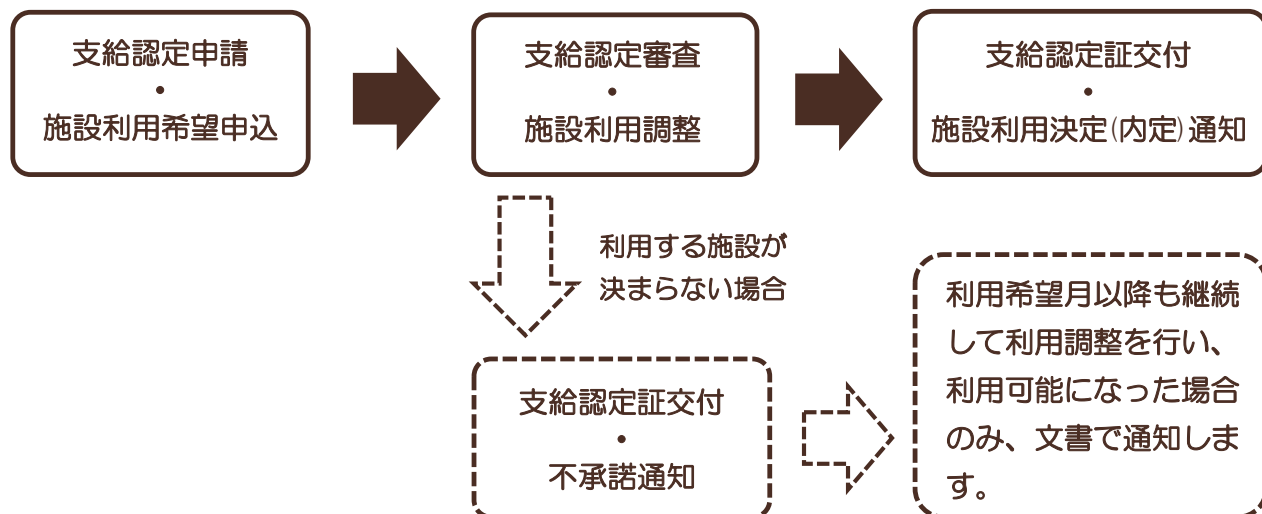 支給認定申請
・
施設利用希望申込
支給認定審査
・
施設利用調整
支給認定証交付
・
施設利用決定(内定)通知
利用する施設が
決まらない場合
支給認定証交付
・
不承諾通知
利用希望月以降も継続
して利用調整を行い、
利用可能になった場合
のみ、文書で通知しま
す。